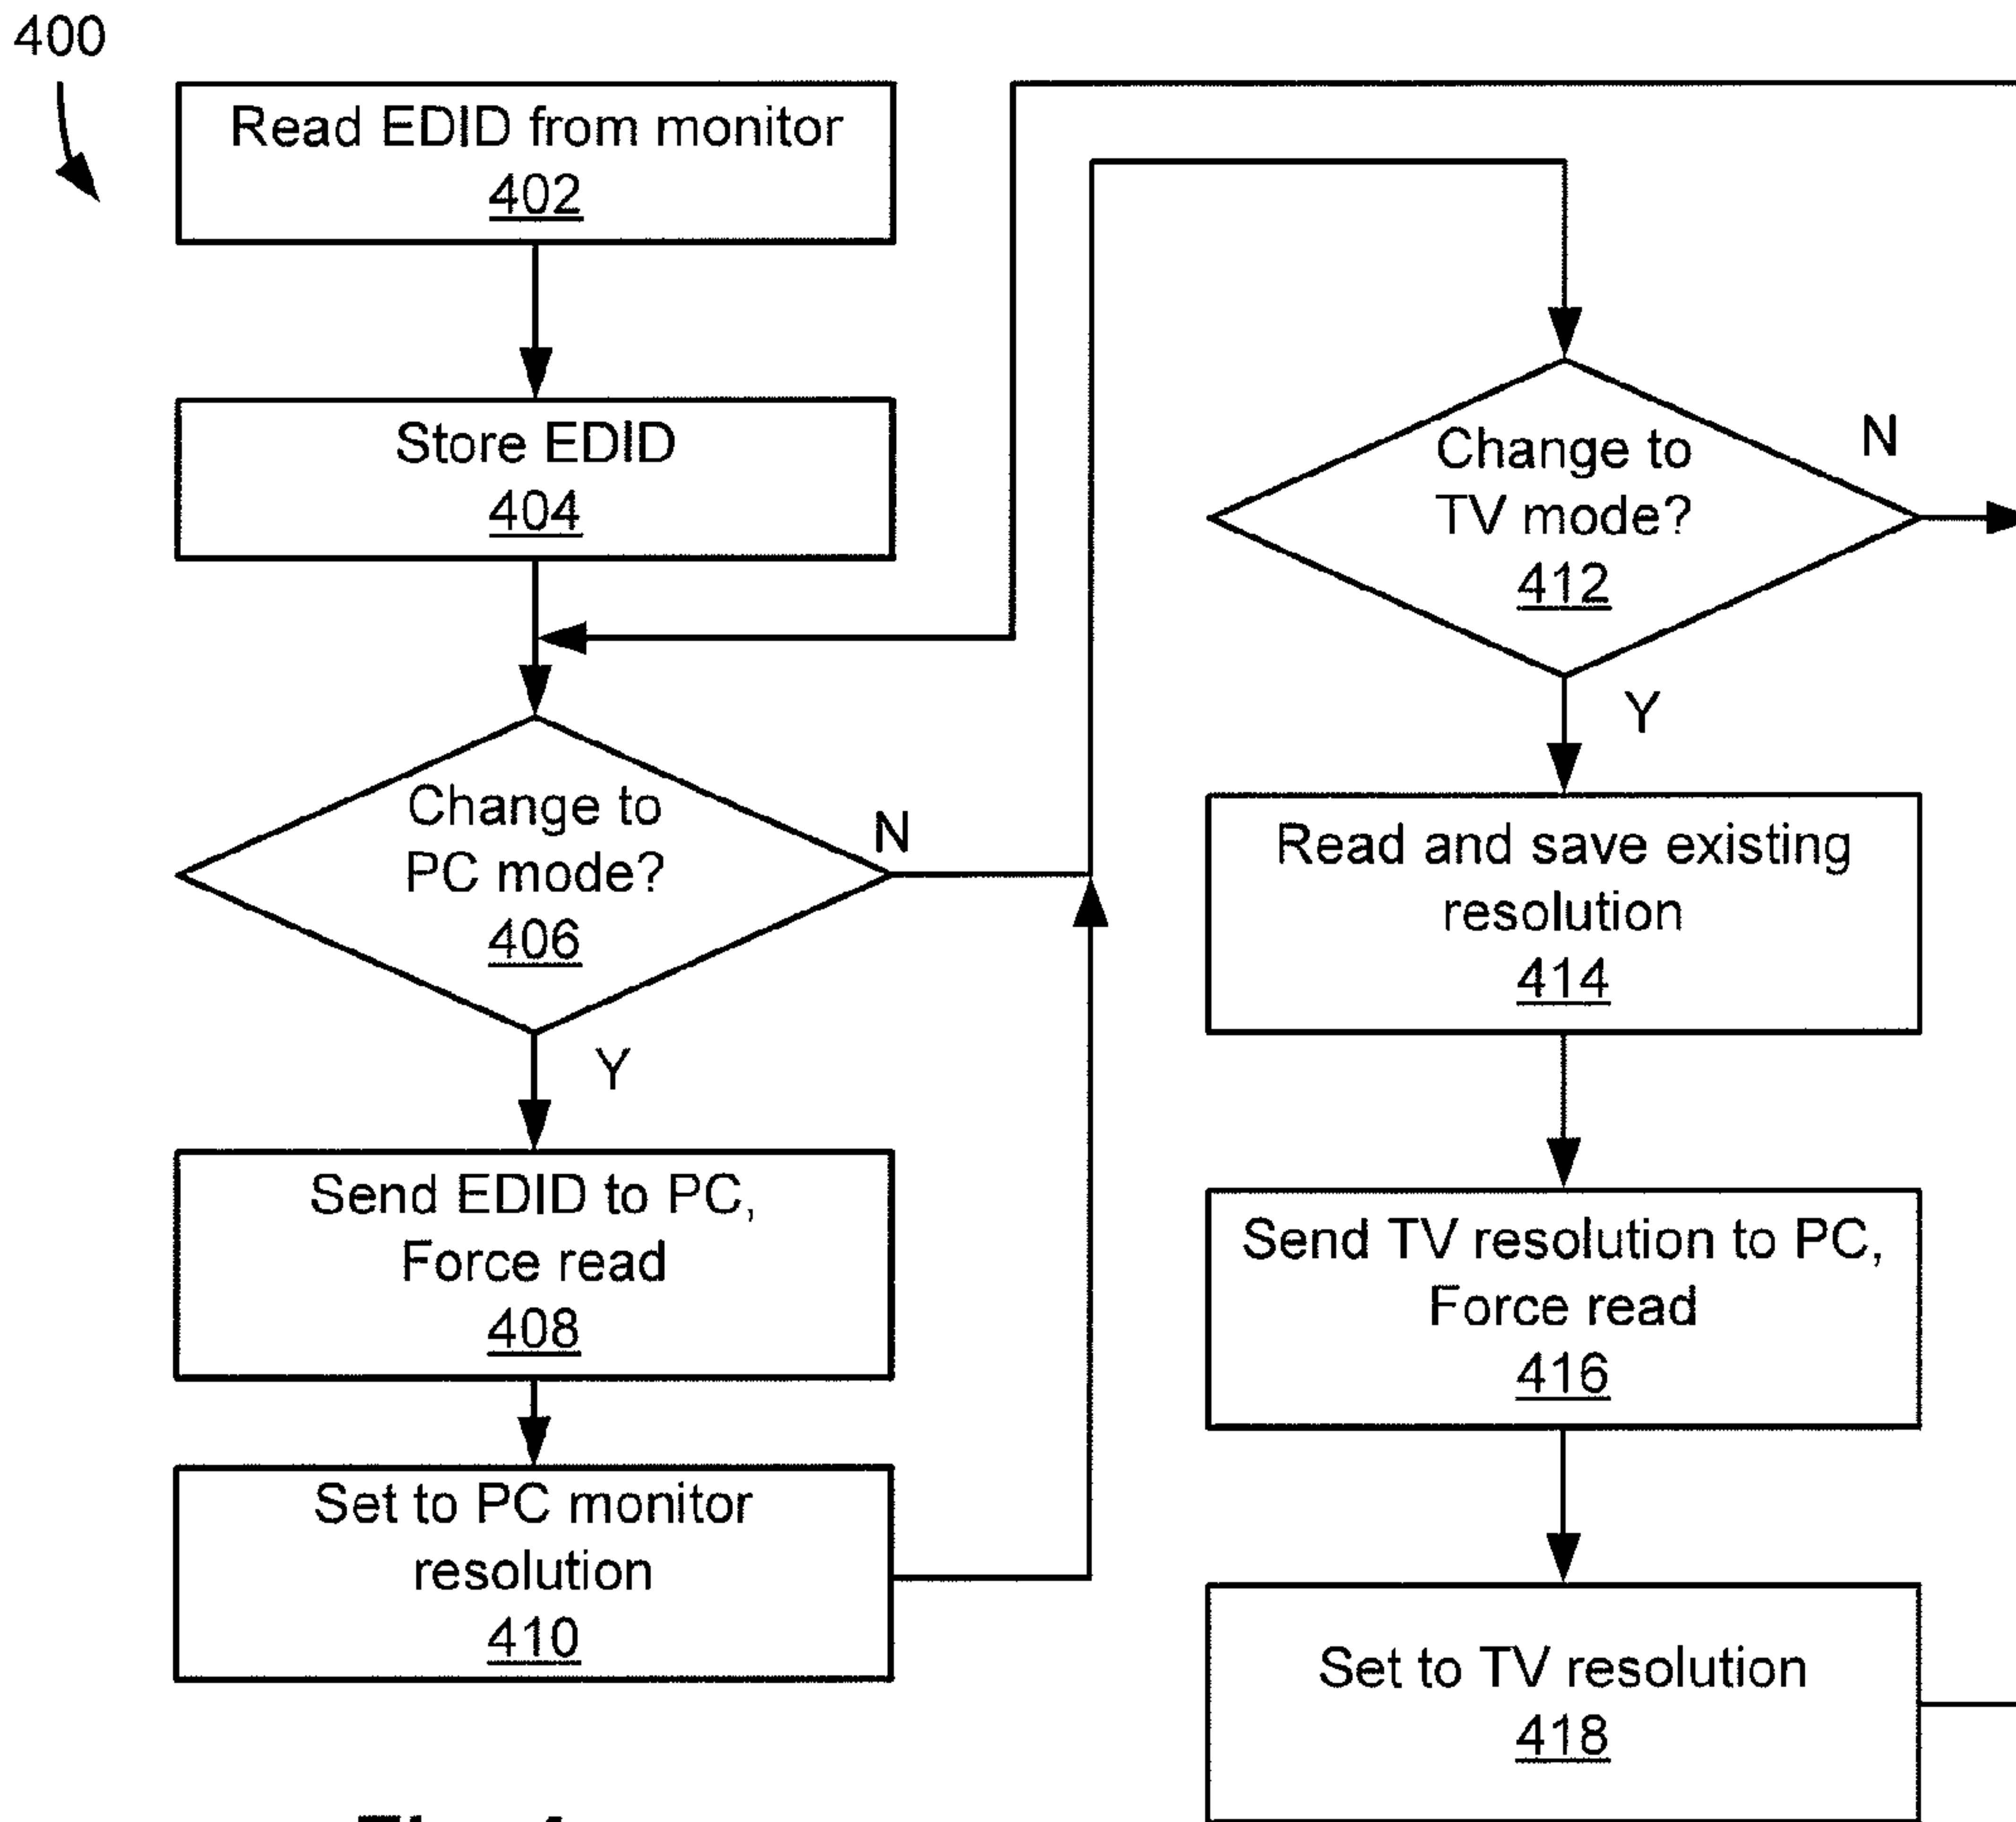 400
Read EDID from monitor
402
Store EDID
404
Change to
PC mode?
406
N
Y
Send EDID to PC,
Force read
408
Set to PC monitor
resolution
410
Change to
TV mode?
412
N
Y
Read and save existing
resolution
414
Send TV resolution to PC,
Force read
416
Set to TV resolution
418